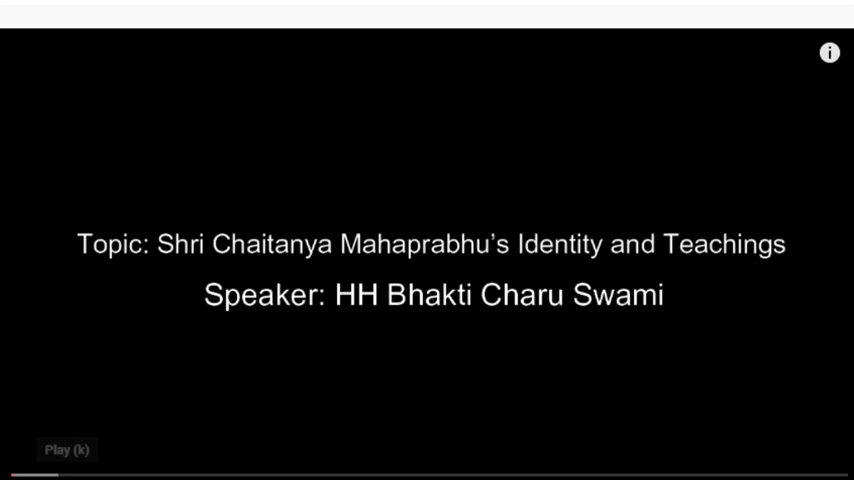 Topic: Shri Chaitanya Mahaprabhu’s Identity and Teachings
Speaker: HH Bhakti Charu Swami
Play (k)